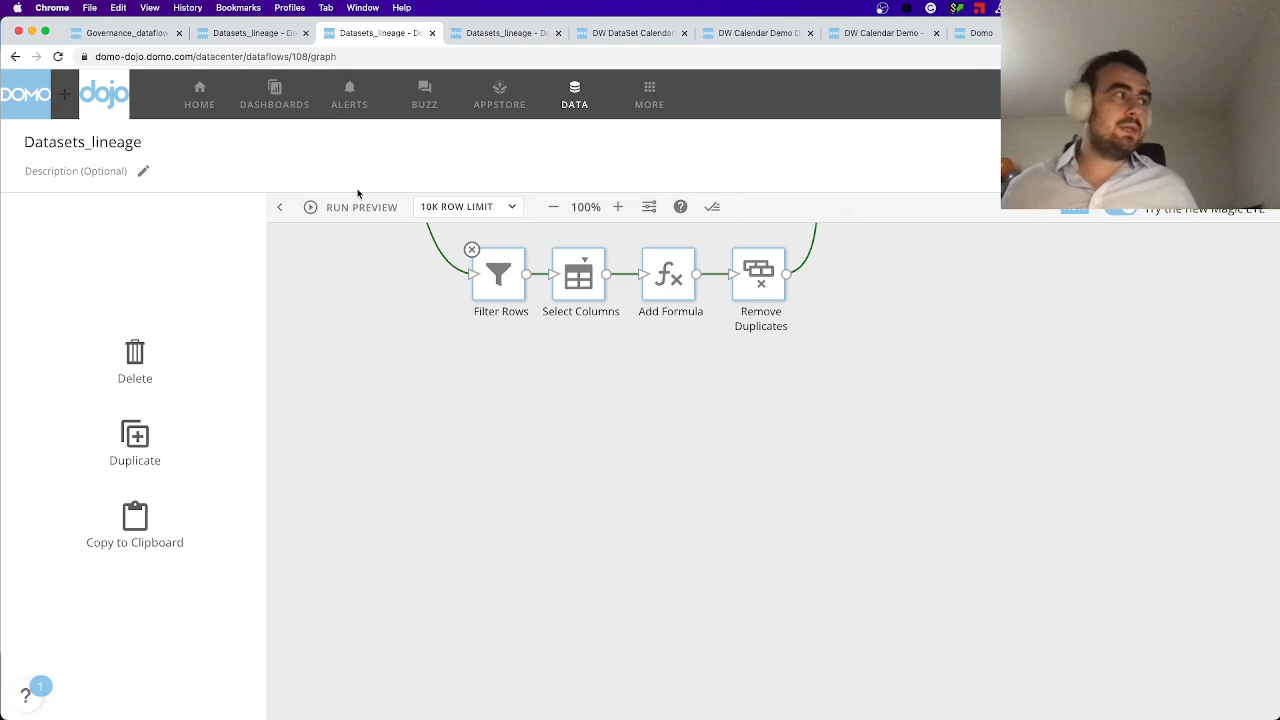 Chrome File Edit View History Bookmarks Profiles Tab Window Help
Governance_dataflow
Datasets_lineage - Do
Datasets_lineage - Do
Datasets_lineage - Do
DW DataSet Calendar
DW Calendar Demo D
DW Calendar Demo -
Domo
domo-dojo.domo.com/datacenter/dataflows/108/graph
DOMO
dojo
HOME
DASHBOARDS
ALERTS
BUZZ
APPSTORE
DATA
MORE
Datasets_lineage
Description (Optional)
RUN PREVIEW
10K ROW LIMIT
100%
Try the new Magic ETL
Filter Rows
Select Columns
Add Formula
Remove
Duplicates
Delete
Duplicate
Copy to Clipboard
?
1